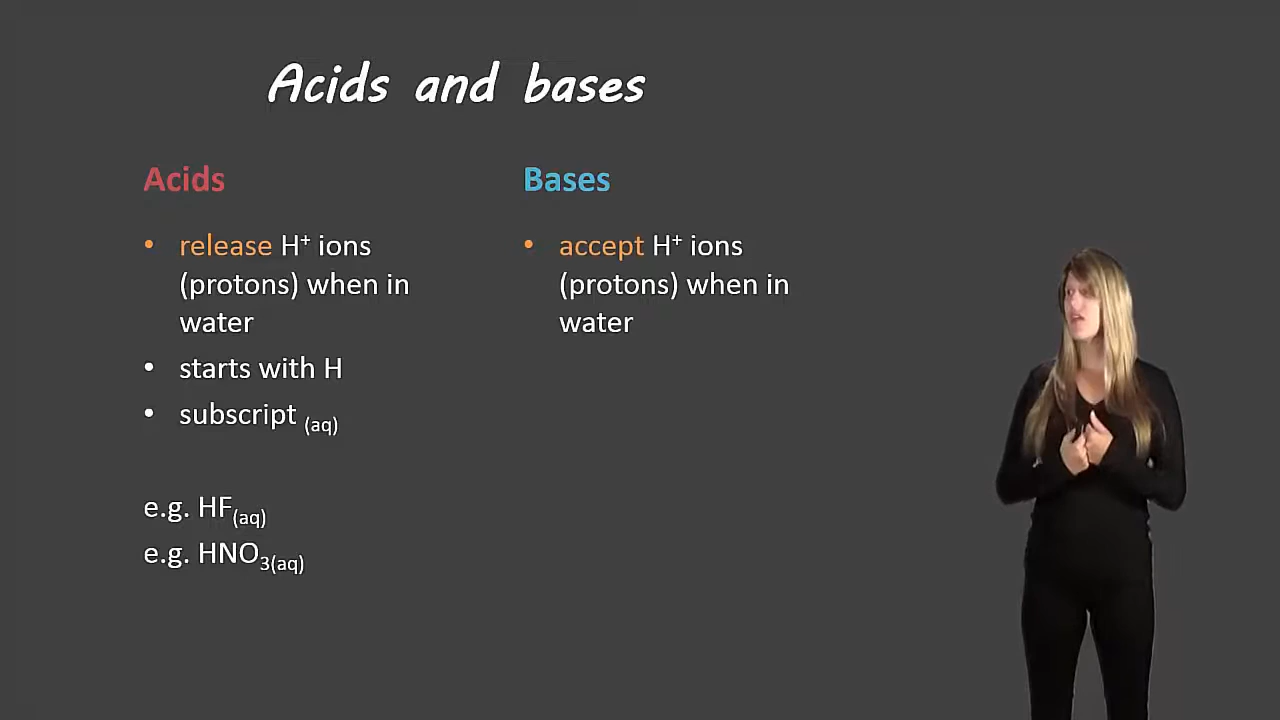 Acids and bases
Acids
• release H⁺ ions
(protons) when in
water
• starts with H
• subscript ₍aq₎
e.g. HF₍aq₎
e.g. HNO₃₍aq₎
Bases
• accept H⁺ ions
(protons) when in
water